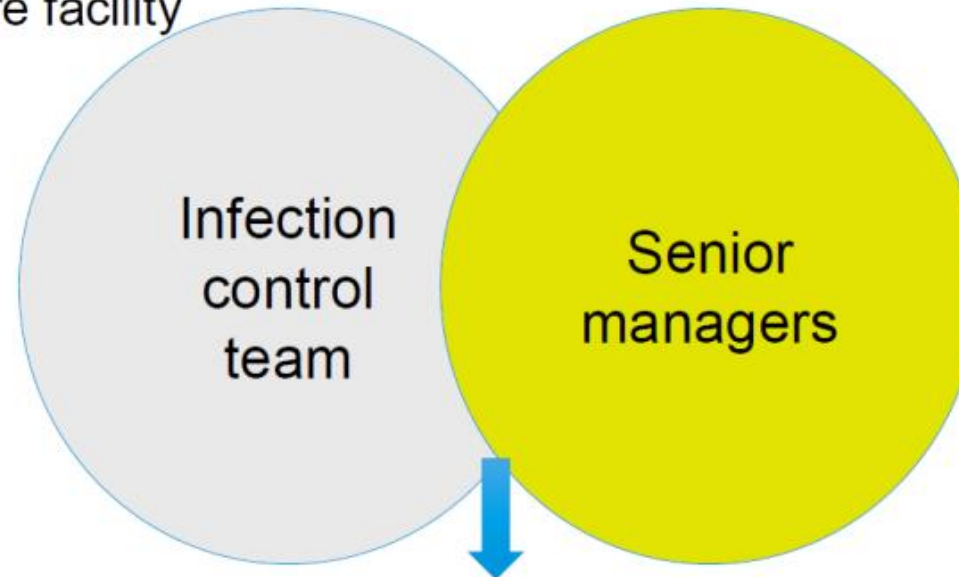 facility
Infection
control
team
Senior
managers